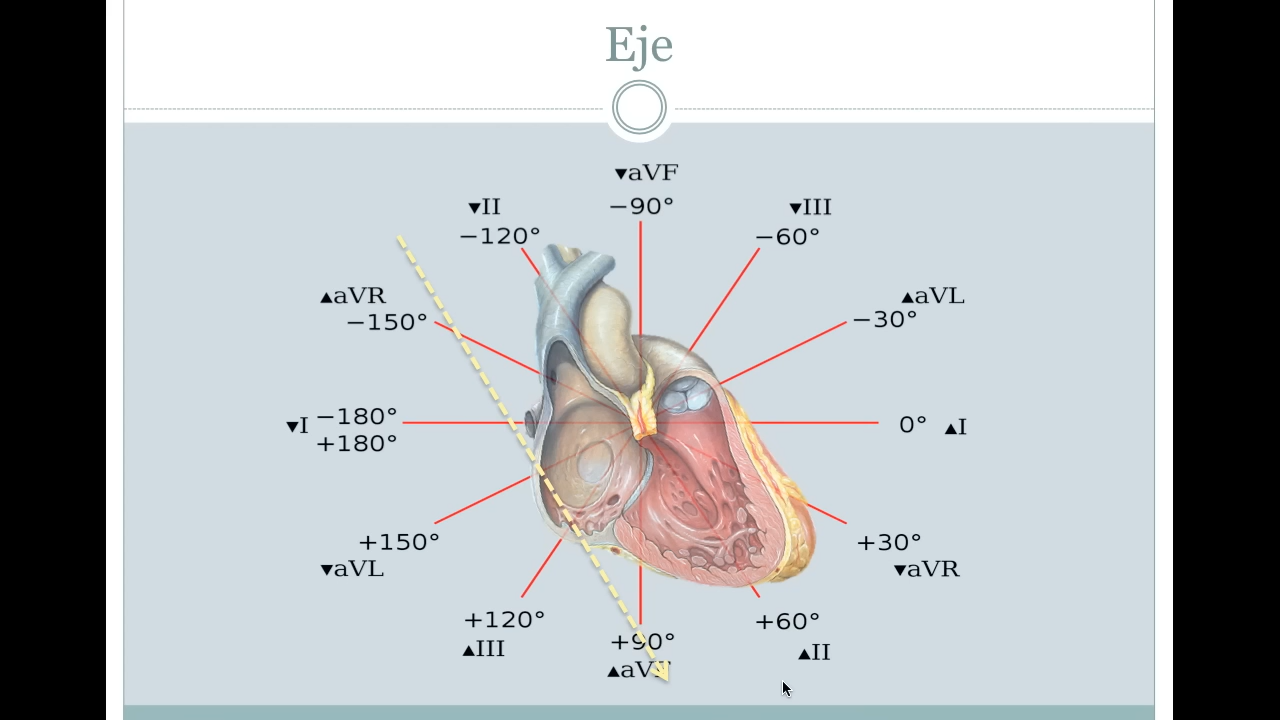 Eje
▼aVF
−90°
▼II
−120°
▼III
−60°
▲aVR
−150°
▲aVL
−30°
▼I
−180°
+180°
0°
▲I
+150°
▼aVL
+30°
▼aVR
+120°
▲III
+90°
+60°
▲II